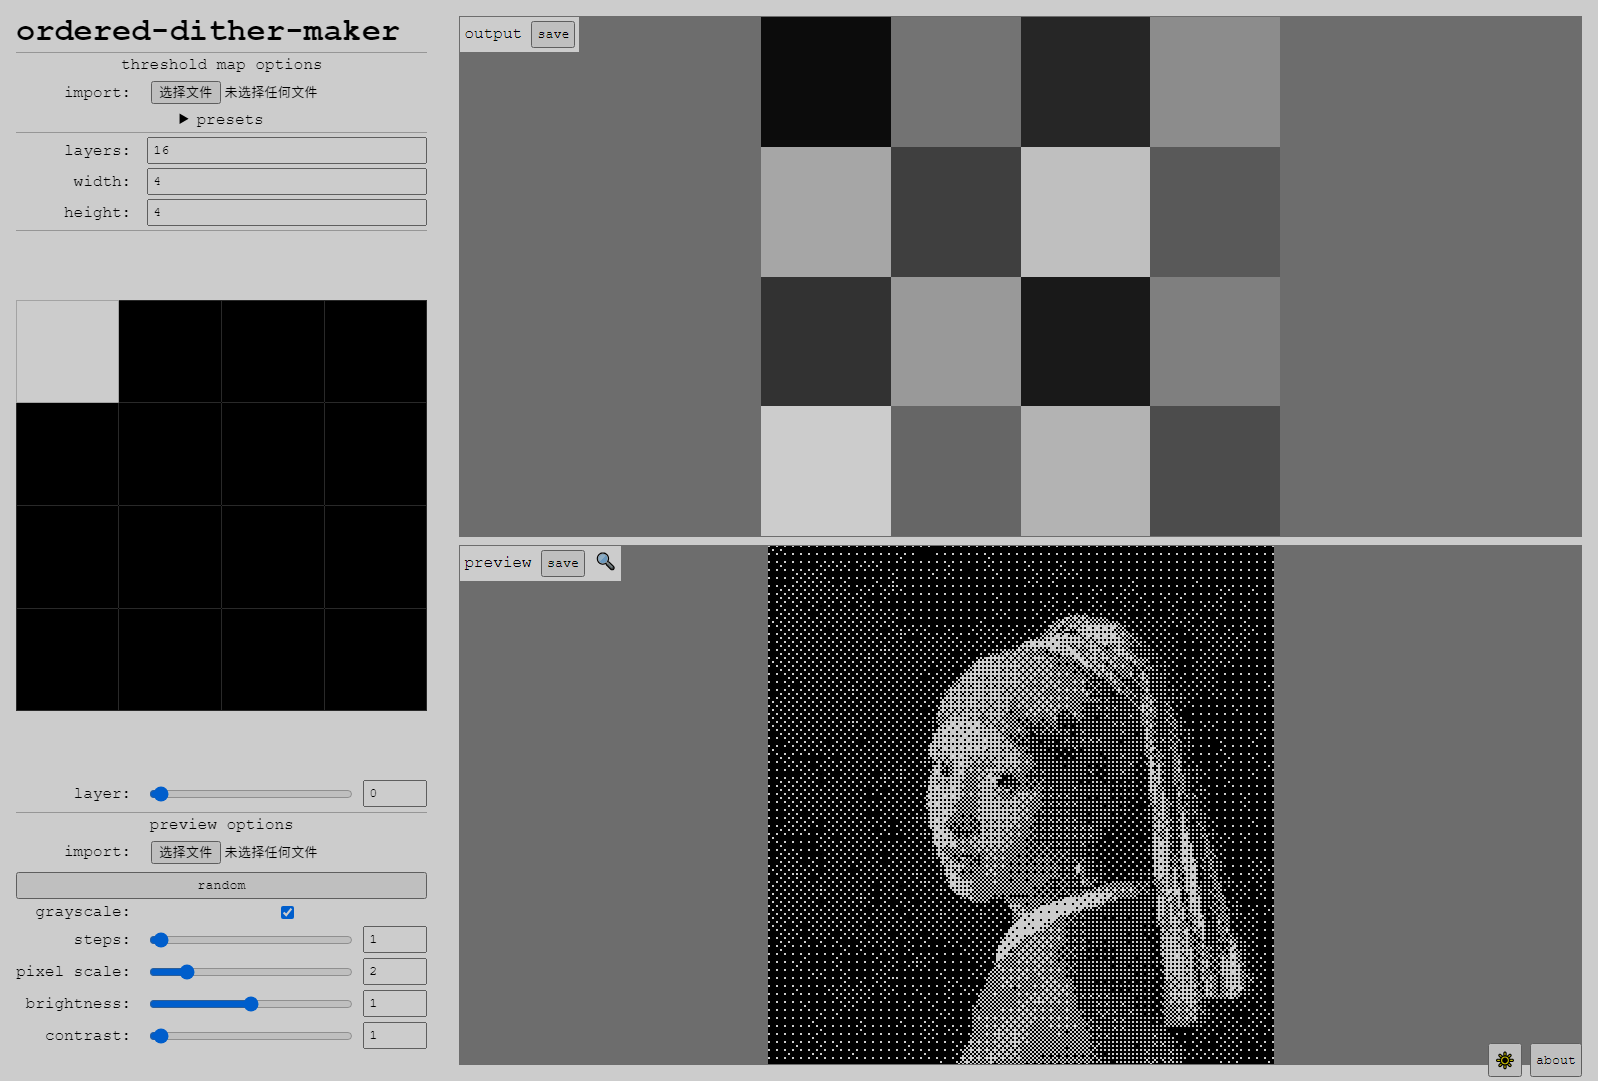 ordered-dither-maker
threshold map options
import: 选择文件 未选择任何文件
▶ presets
layers: 16
width: 4
height: 4
layer: 0
preview options
import: 选择文件 未选择任何文件
random
grayscale:
steps: 1
pixel scale: 2
brightness: 1
contrast: 1
output save
preview save
about